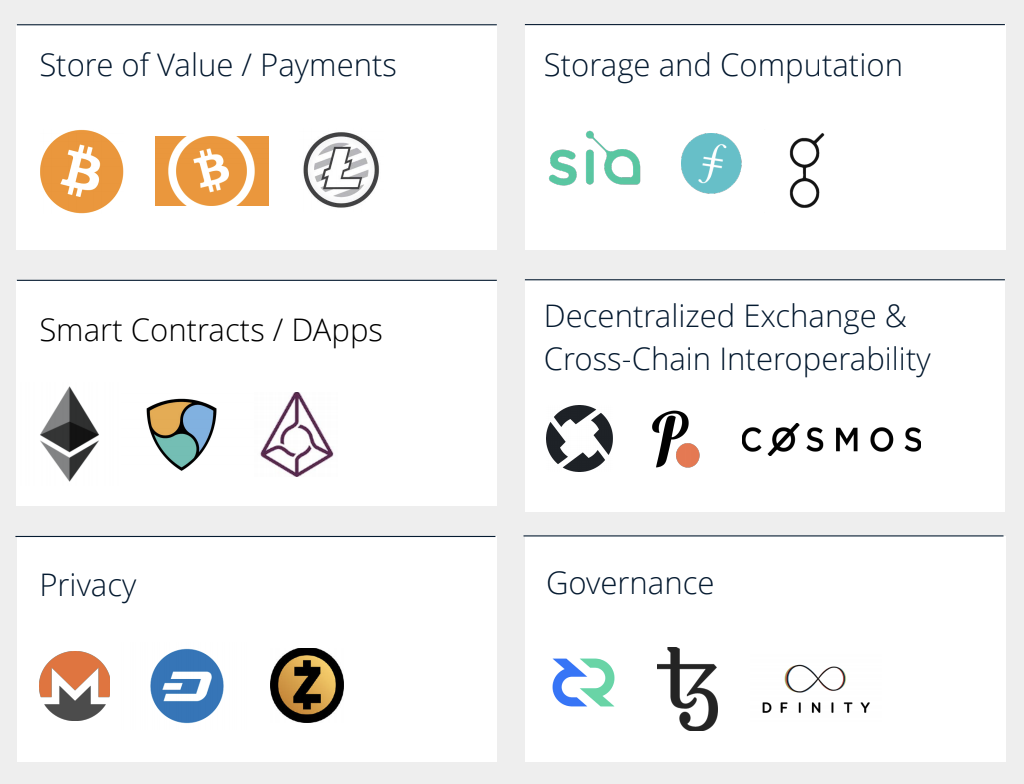 Store of Value / Payments
Storage and Computation
sia
Smart Contracts / DApps
Decentralized Exchange &
Cross-Chain Interoperability
P
CØSMOS
Privacy
Governance
DFINITY